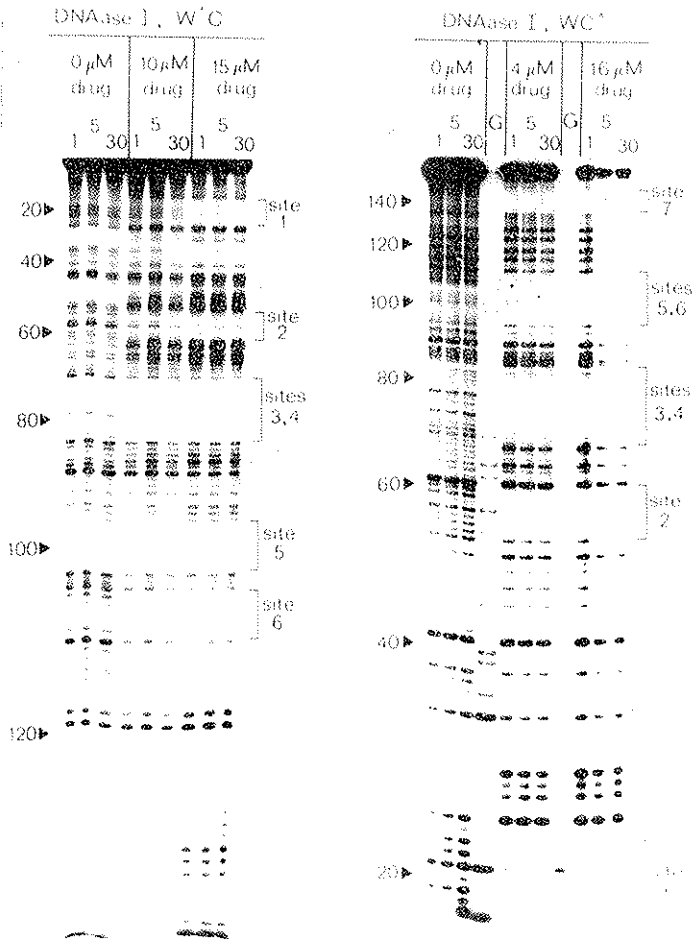 DNAase I, W*C
0 μM 10 μM 15 μM
drug drug drug
5 5 5
1 30 1 30 1 30
20
site
1
40
60
site
2
80
sites
3,4
100
site
5
site
6
120
DNAase I, WC*
0 μM 4 μM 16 μM
drug drug drug
5 G 5 G 5
1 30 1 30 1 30
140
site
7
120
100
sites
5,6
80
sites
3,4
60
site
2
40
20